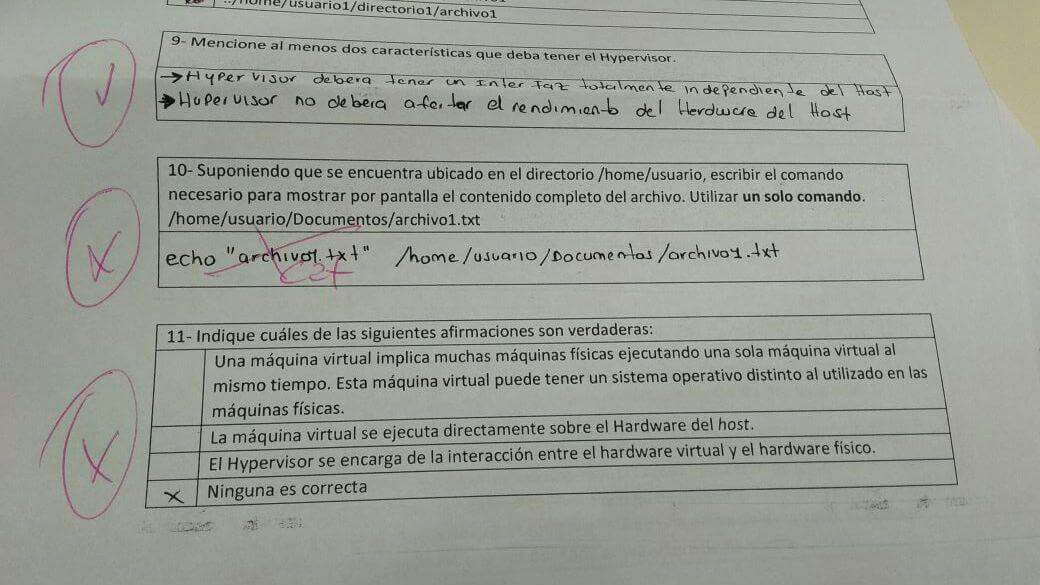 ../home/usuario1/directorio1/archivo1
9- Mencione al menos dos características que deba tener el Hypervisor.
→ Hypervisor debera tener un Interfaz totalmente independiente del Host
→ Hupervisor no debera afectar el rendimiento del Herdware del Host
10- Suponiendo que se encuentra ubicado en el directorio /home/usuario, escribir el comando
necesario para mostrar por pantalla el contenido completo del archivo. Utilizar un solo comando.
/home/usuario/Documentos/archivo1.txt
echo "archivo1.txt" /home/usuario/Documentos/archivo1.txt
cat
11- Indique cuáles de las siguientes afirmaciones son verdaderas:
Una máquina virtual implica muchas máquinas físicas ejecutando una sola máquina virtual al
mismo tiempo. Esta máquina virtual puede tener un sistema operativo distinto al utilizado en las
máquinas físicas.
La máquina virtual se ejecuta directamente sobre el Hardware del host.
El Hypervisor se encarga de la interacción entre el hardware virtual y el hardware físico.
x Ninguna es correcta